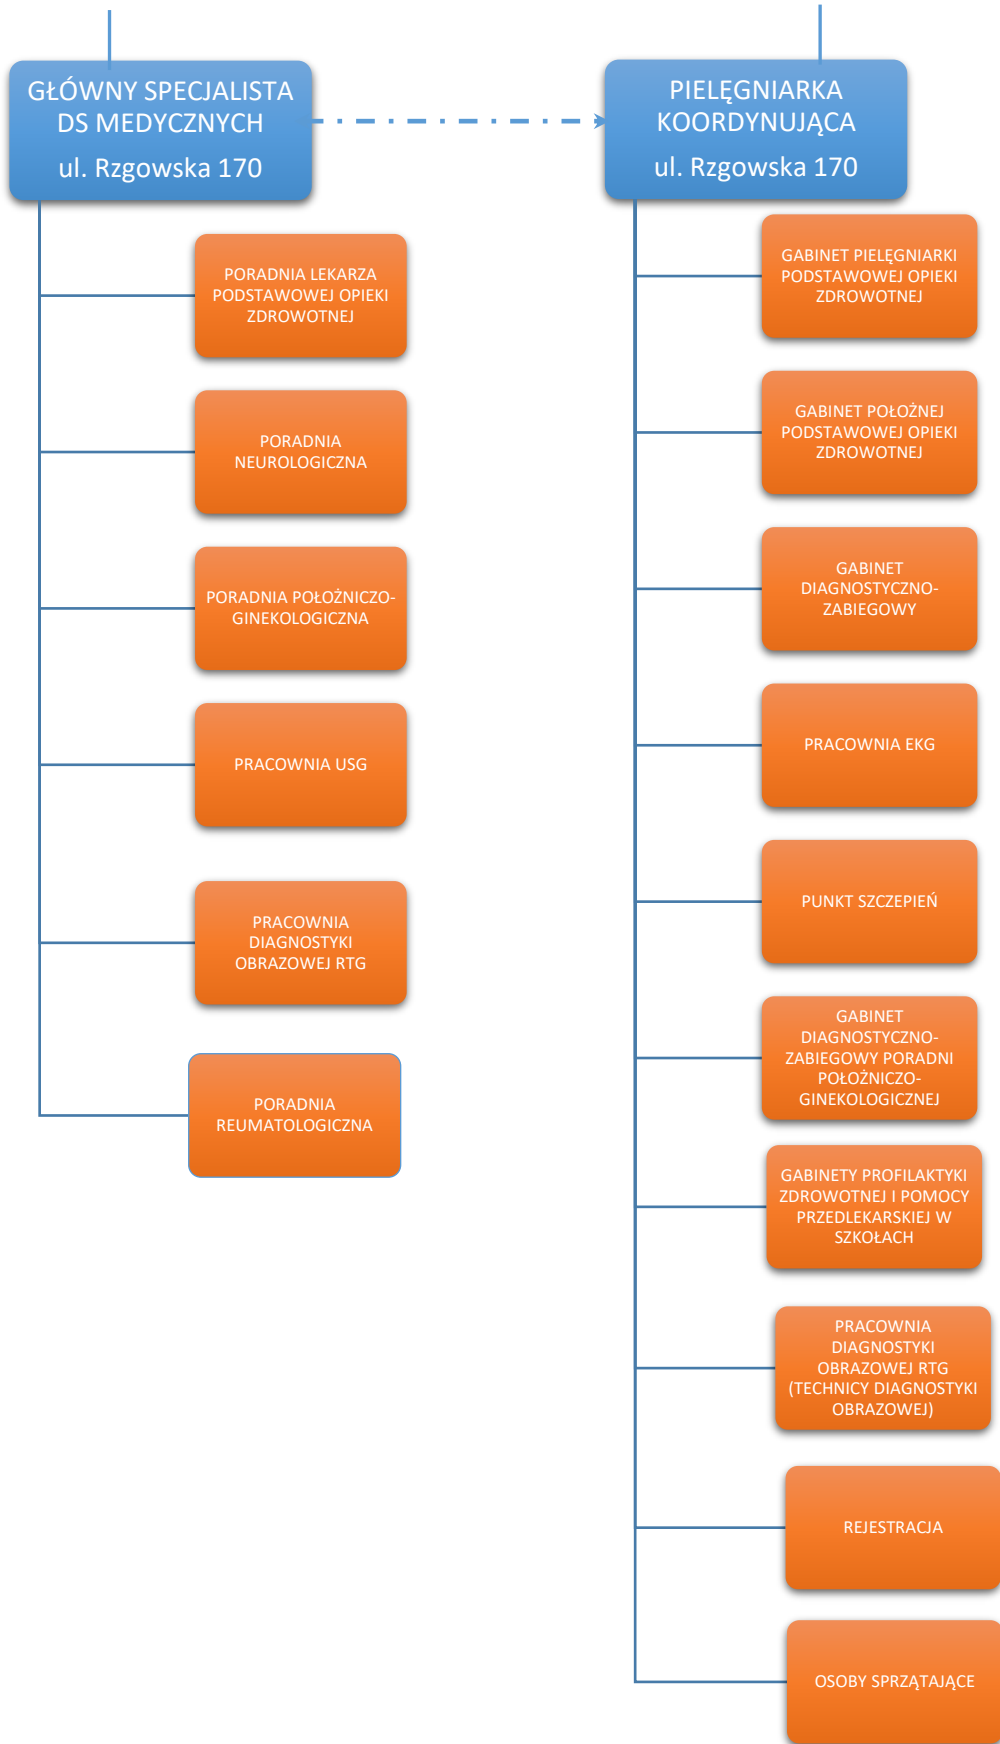 GŁÓWNY SPECJALISTA
DS MEDYCZNYCH
ul. Rzgowska 170
PORADNIA LEKARZA
PODSTAWOWEJ OPIEKI
ZDROWOTNEJ
PORADNIA
NEUROLOGICZNA
PORADNIA POŁOŻNICZO-
GINEKOLOGICZNA
PRACOWNIA USG
PRACOWNIA
DIAGNOSTYKI
OBRAZOWEJ RTG
PORADNIA
REUMATOLOGICZNA
PIELĘGNIARKA
KOORDYNUJĄCA
ul. Rzgowska 170
GABINET PIELĘGNIARKI
PODSTAWOWEJ OPIEKI
ZDROWOTNEJ
GABINET POŁOŻNEJ
PODSTAWOWEJ OPIEKI
ZDROWOTNEJ
GABINET
DIAGNOSTYCZNO-
ZABIEGOWY
PRACOWNIA EKG
PUNKT SZCZEPIEŃ
GABINET
DIAGNOSTYCZNO-
ZABIEGOWY PORADNI
POŁOŻNICZO-
GINEKOLOGICZNEJ
GABINETY PROFILAKTYKI
ZDROWOTNEJ I POMOCY
PRZEDLEKARSKIEJ W
SZKOŁACH
PRACOWNIA
DIAGNOSTYKI
OBRAZOWEJ RTG
(TECHNICY DIAGNOSTYKI
OBRAZOWEJ)
REJESTRACJA
OSOBY SPRZĄTAJĄCE